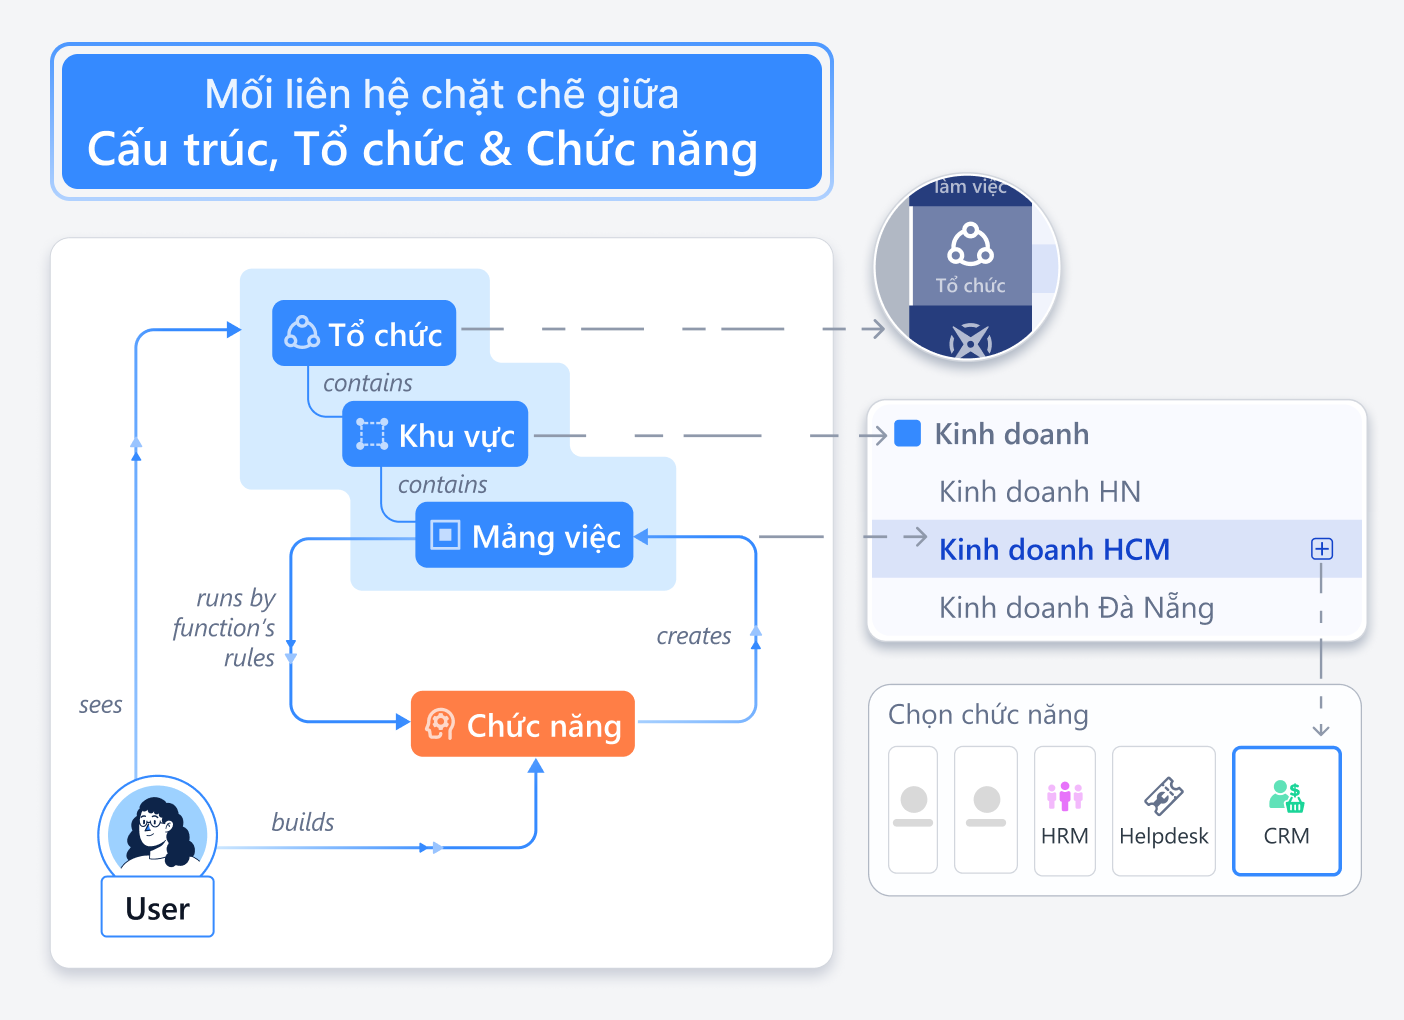 Mối liên hệ chặt chẽ giữa
Cấu trúc, Tổ chức & Chức năng
làm việc
Tổ chức
Tổ chức
contains
Khu vực
contains
Mảng việc
runs by
function's
rules
creates
sees
Chức năng
builds
User
Kinh doanh
Kinh doanh HN
Kinh doanh HCM
Kinh doanh Đà Nẵng
Chọn chức năng
HRM
Helpdesk
CRM